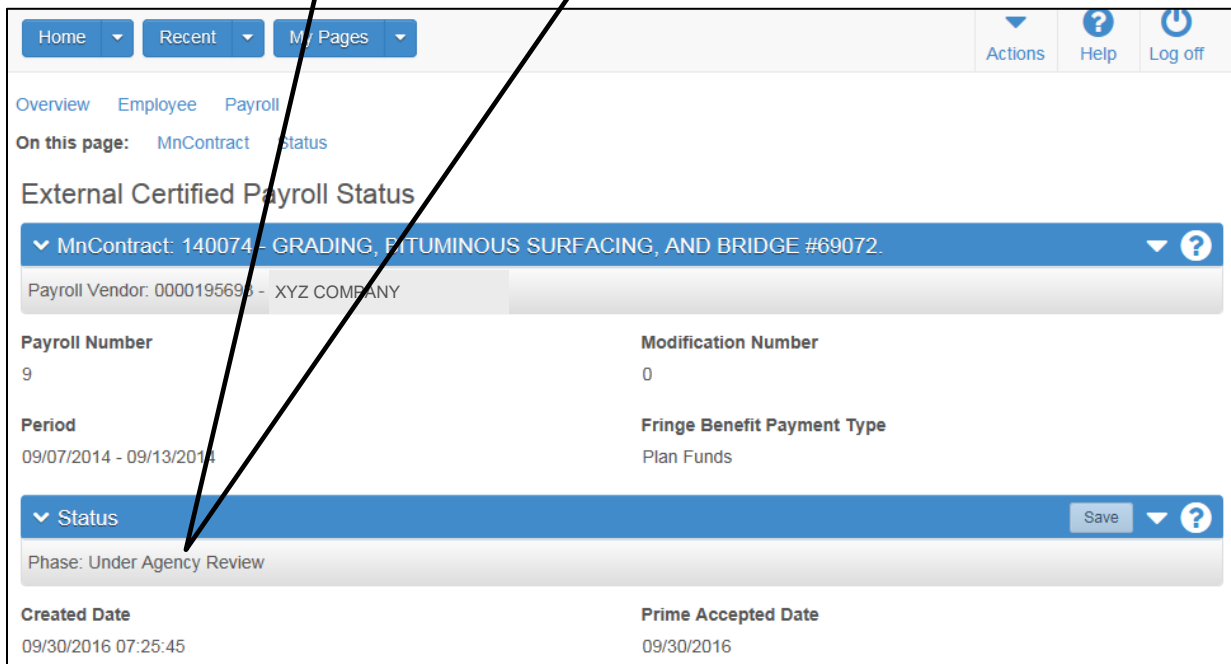 Home Recent My Pages Actions Help Log off
Overview Employee Payroll
On this page: MnContract Status
External Certified Payroll Status
MnContract: 140074 - GRADING, BITUMINOUS SURFACING, AND BRIDGE #69072.
Payroll Vendor: 0000195693 - XYZ COMPANY
Payroll Number Modification Number
9 0
Period Fringe Benefit Payment Type
09/07/2014 - 09/13/2014 Plan Funds
Status Save
Phase: Under Agency Review
Created Date Prime Accepted Date
09/30/2016 07:25:45 09/30/2016